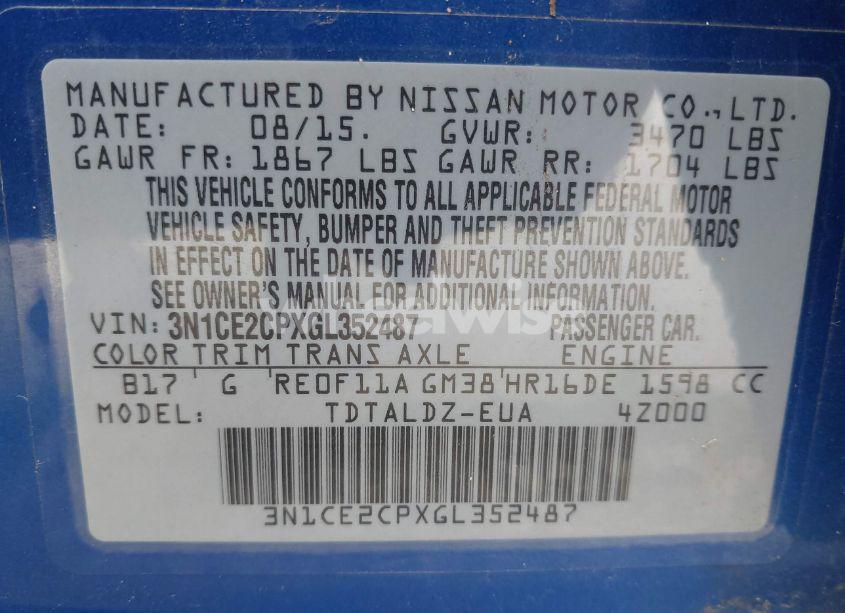 MANUFACTURED BY NISSAN MOTOR CO., LTD.
DATE: 08/15. GVWR: 3470 LBS
GAWR FR: 1867 LBS GAWR RR: 1704 LBS
THIS VEHICLE CONFORMS TO ALL APPLICABLE FEDERAL MOTOR
VEHICLE SAFETY, BUMPER AND THEFT PREVENTION STANDARDS
IN EFFECT ON THE DATE OF MANUFACTURE SHOWN ABOVE.
SEE OWNER'S MANUAL FOR ADDITIONAL INFORMATION.
VIN: 3N1CE2CPXGL352487 PASSENGER CAR.
COLOR TRIM TRANS AXLE ENGINE
B17 G RE0F11A GM38 HR16DE 1598 CC
MODEL: TDTALDZ-EUA 4Z000
3N1CE2CPXGL352487